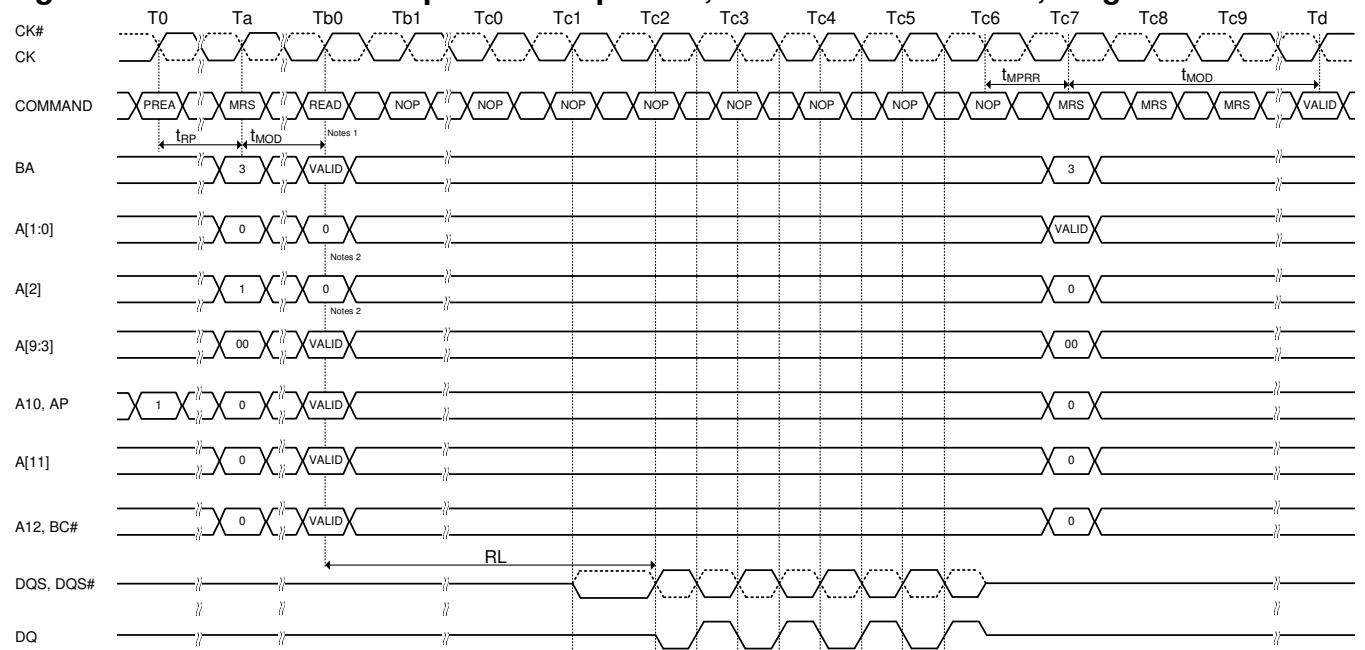 T0 Ta Tb0 Tb1 Tc0 Tc1 Tc2 Tc3 Tc4 Tc5 Tc6 Tc7 Tc8 Tc9 Td
CK#
CK
tMPRR tMOD
COMMAND PREA MRS READ NOP NOP NOP NOP NOP NOP NOP NOP MRS MRS MRS VALID
tRP tMOD Notes 1
BA 3 VALID 3
A[1:0] 0 0 VALID
Notes 2
A[2] 1 0 0
Notes 2
A[9:3] 00 VALID 00
A10, AP 1 0 VALID 0
A[11] 0 VALID 0
A12, BC# 0 VALID 0
RL
DQS, DQS#
DQ